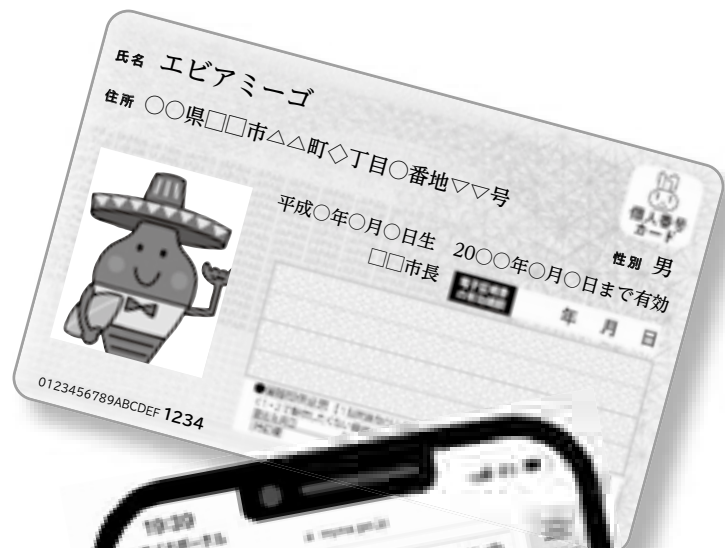 氏名 エビアミーゴ
住所 ○○県□□市△△町◇丁目○番地▽▽号
個人番号
カード
平成○年○月○日生
性別 男
20○○年○月○日まで有効
□□市長
年 月 日
0123456789ABCDEF 1234
19:39